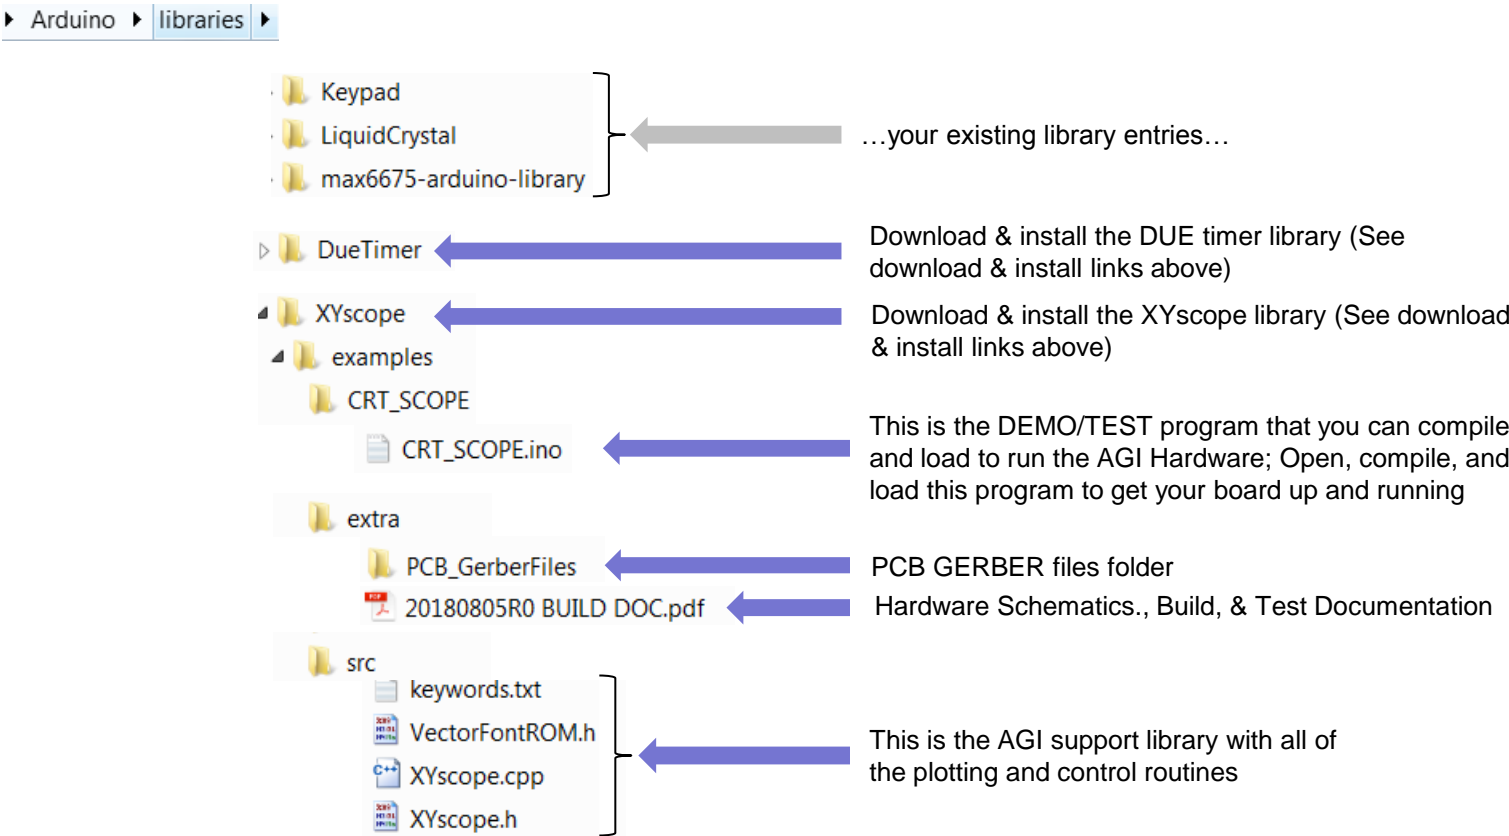 Arduino libraries
Keypad
LiquidCrystal
max6675-arduino-library
…your existing library entries…
DueTimer
Download & install the DUE timer library (See
download & install links above)
XYscope
Download & install the XYscope library (See download
& install links above)
examples
CRT_SCOPE
CRT_SCOPE.ino
This is the DEMO/TEST program that you can compile
and load to run the AGI Hardware; Open, compile, and
load this program to get your board up and running
extra
PCB_GerberFiles
PCB GERBER files folder
20180805R0 BUILD DOC.pdf
Hardware Schematics., Build, & Test Documentation
src
keywords.txt
VectorFontROM.h
XYscope.cpp
XYscope.h
This is the AGI support library with all of
the plotting and control routines